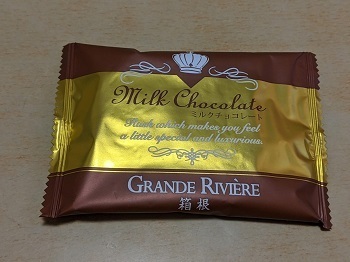 Milk Chocolate
ミルクチョコレート
Rusk which makes you feel
a little special and luxurious.
GRANDE RIVIÈRE
箱根